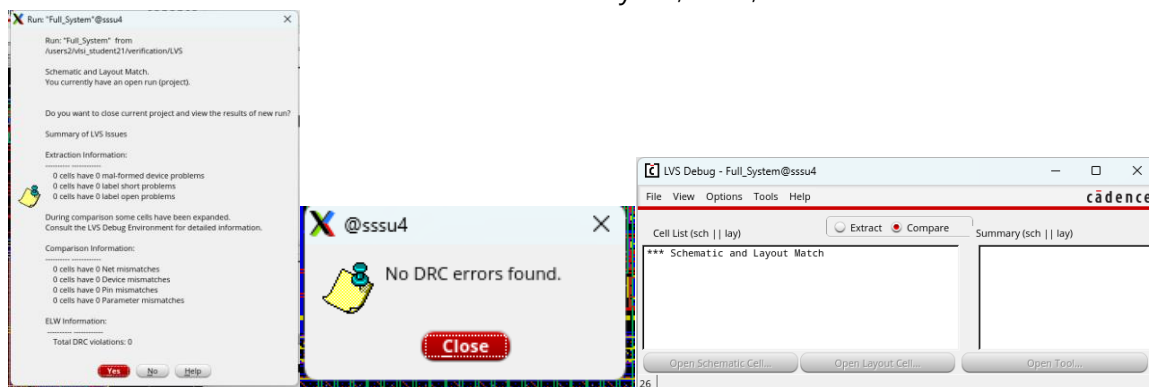 Run: "Full_System"@sssu4
Run: "Full_System" from
/users2/vlsi_student21/verification/LVS
Schematic and Layout Match.
You currently have an open run (project).
Do you want to close current project and view the results of new run?
Summary of LVS Issues
Extraction Information:
0 cells have 0 mal-formed device problems
0 cells have 0 label short problems
0 cells have 0 label open problems
During comparison some cells have been expanded.
Consult the LVS Debug Environment for detailed information.
Comparison Information:
0 cells have 0 Net mismatches
0 cells have 0 Device mismatches
0 cells have 0 Pin mismatches
0 cells have 0 Parameter mismatches
ELW Information:
Total DRC violations: 0
Yes No Help
@sssu4
No DRC errors found.
Close
LVS Debug - Full_System@sssu4
File View Options Tools Help
cādence
Cell List (sch || lay)
Extract Compare
Summary (sch || lay)
*** Schematic and Layout Match
Open Schematic Cell... Open Layout Cell... Open Tool...
26